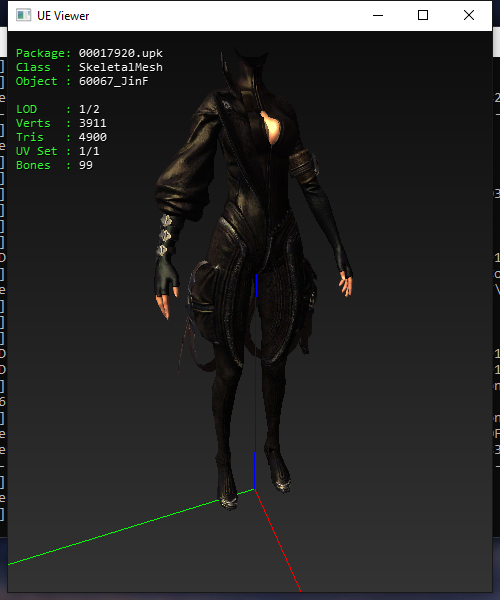 UE Viewer
Package: 00017920.upk
Class : SkeletalMesh
Object : 60067_JinF
LOD : 1/2
Verts : 3911
Tris : 4900
UV Set : 1/1
Bones : 99